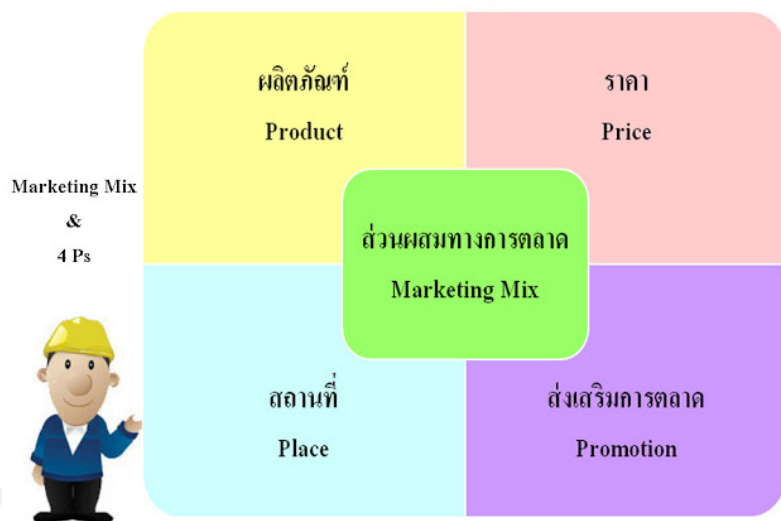 Marketing Mix
&
4 Ps
ผลิตภัณฑ์
Product
ราคา
Price
ส่วนผสมทางการตลาด
Marketing Mix
สถานที่
Place
ส่งเสริมการตลาด
Promotion